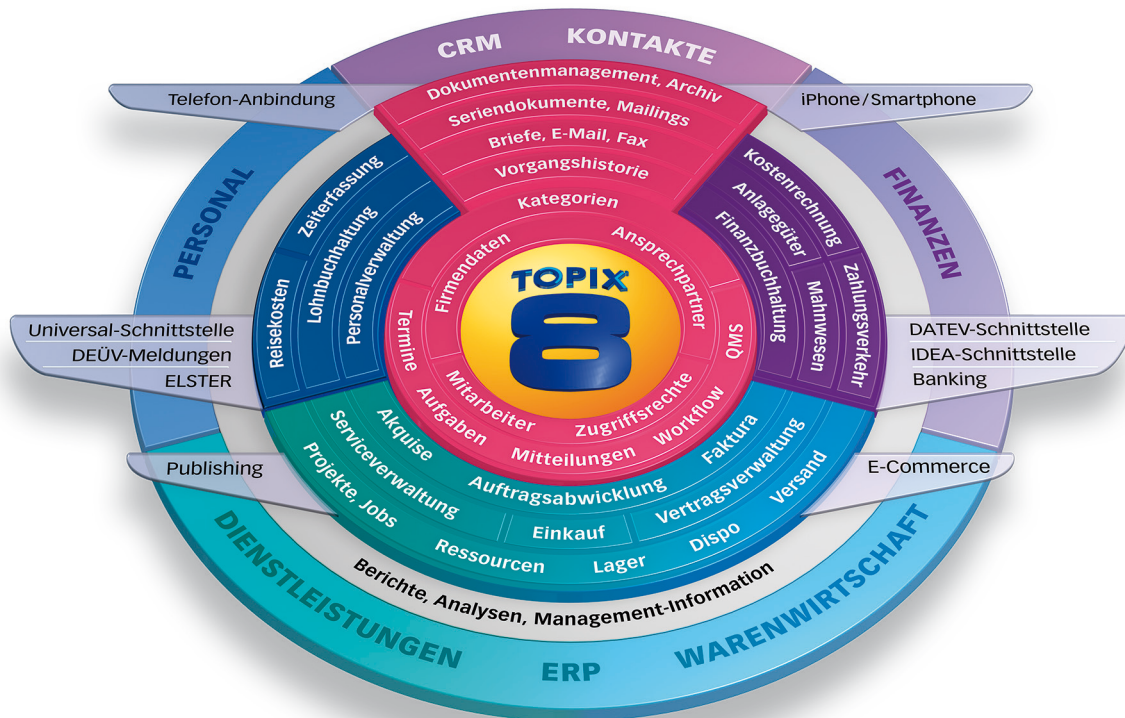 CRM KONTAKTE
Dokumentenmanagement, Archiv
Seriendokumente, Mailings
Briefe, E-Mail, Fax
Vorgangshistorie
Kategorien
Telefon-Anbindung
iPhone/Smartphone
PERSONAL
Zeiterfassung
Reisekosten
Lohnbuchhaltung
Personalverwaltung
FINANZEN
Kostenrechnung
Anlagegüter
Finanzbuchhaltung
Zahlungsverkehr
Mahnwesen
Firmendaten
Ansprechpartner
TOPIX
8
Termine
QMS
Mitarbeiter
Zugriffsrechte
Aufgaben
Mitteilungen
Workflow
Universal-Schnittstelle
DEÜV-Meldungen
ELSTER
DATEV-Schnittstelle
IDEA-Schnittstelle
Banking
Publishing
E-Commerce
Akquise
Auftragsabwicklung
Faktura
Serviceverwaltung
Einkauf
Vertragsverwaltung
Projekte, Jobs
Ressourcen
Lager
Dispo
Versand
Berichte, Analysen, Management-Information
DIENSTLEISTUNGEN
ERP
WARENWIRTSCHAFT